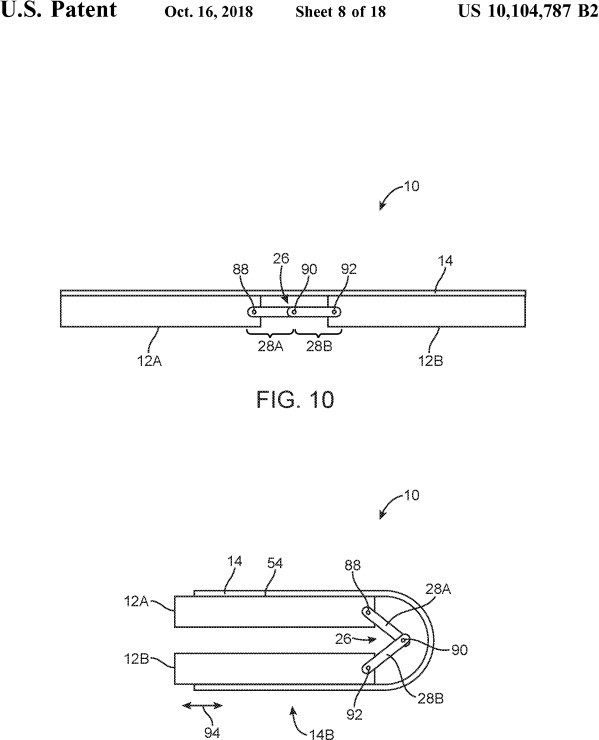 U.S. Patent Oct. 16, 2018 Sheet 8 of 18 US 10,104,787 B2
10
26 14
88 90 92
28A 28B
12A 12B
FIG. 10
10
14 54 88
28A
12A
26 90
12B
28B
92
94 14B